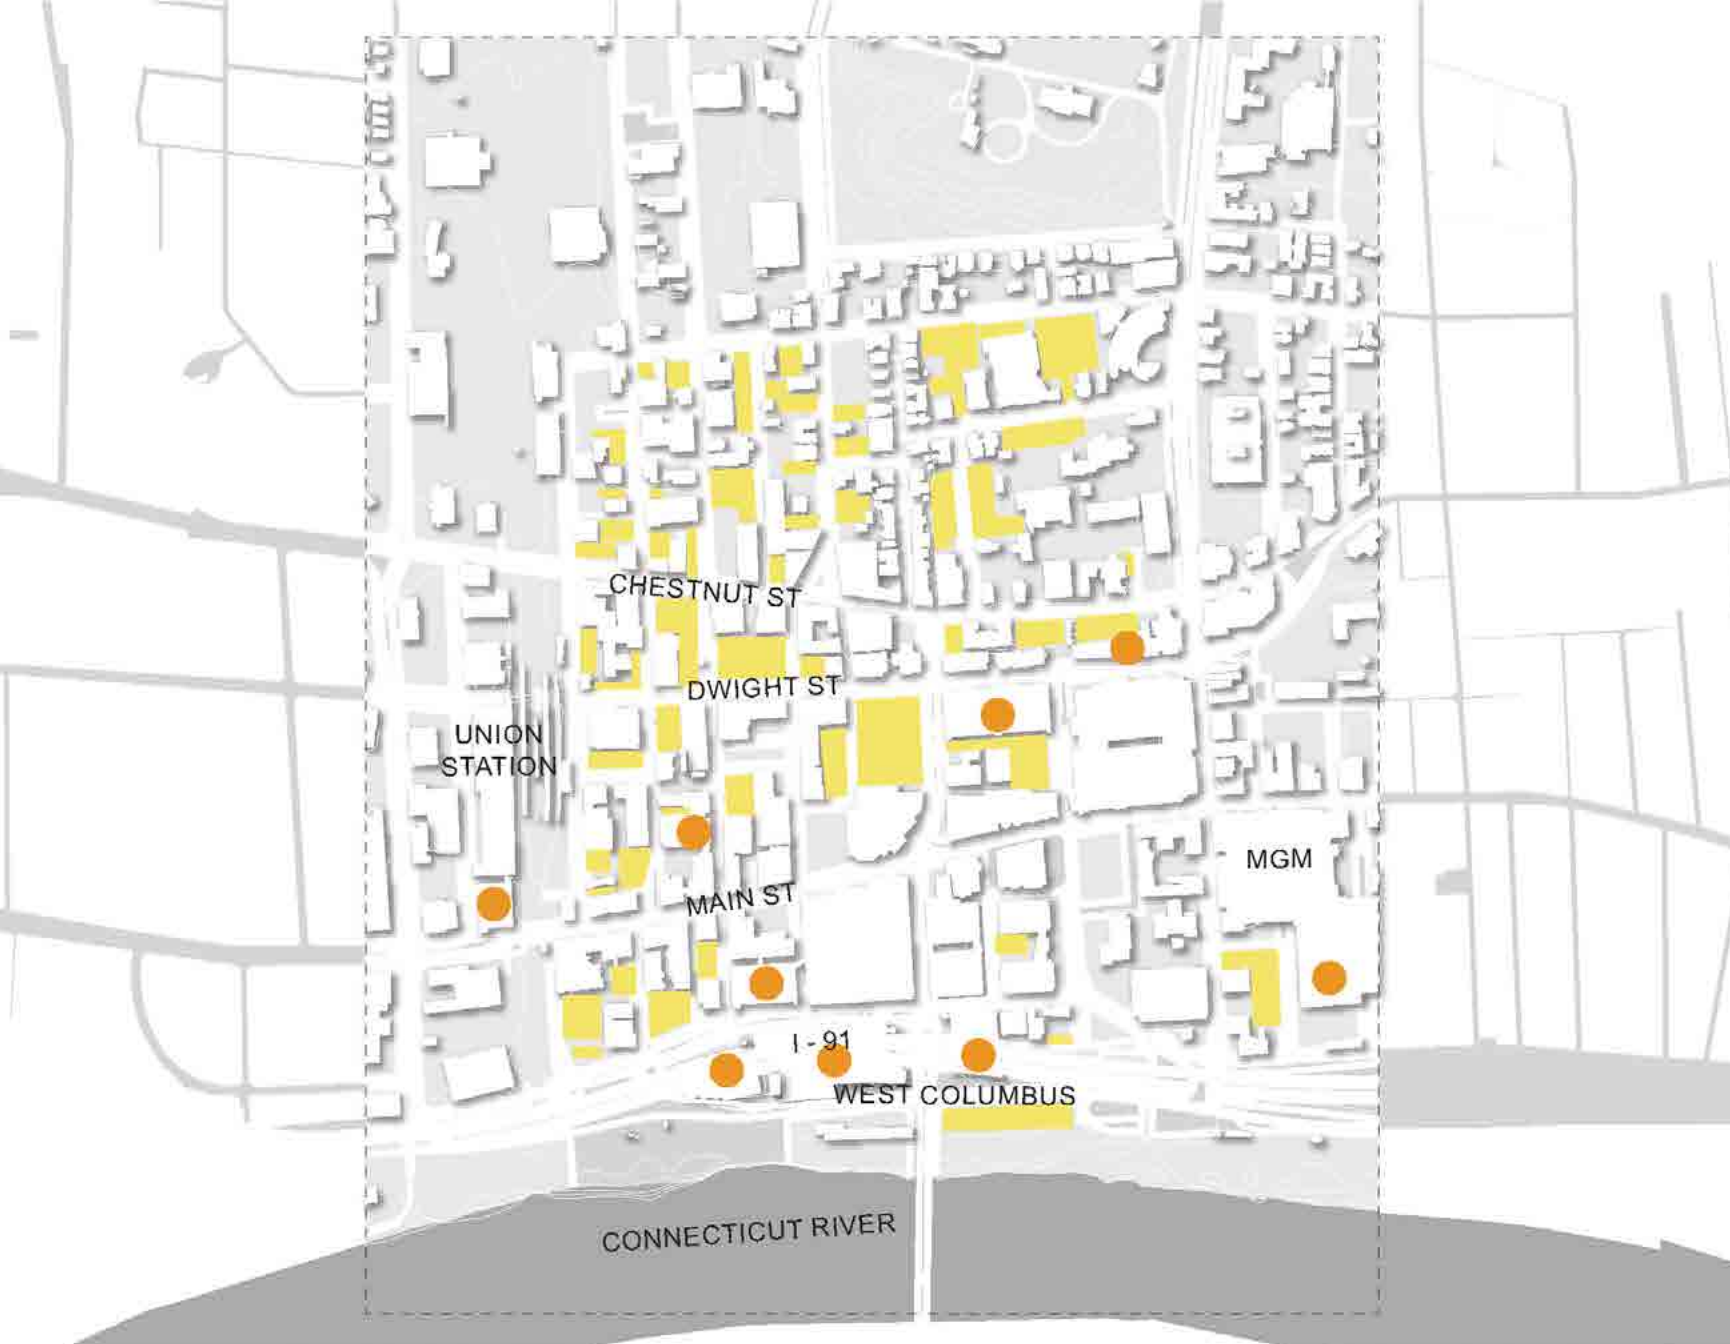 CHESTNUT ST
DWIGHT ST
UNION
STATION
MGM
MAIN ST
I - 91
WEST COLUMBUS
CONNECTICUT RIVER